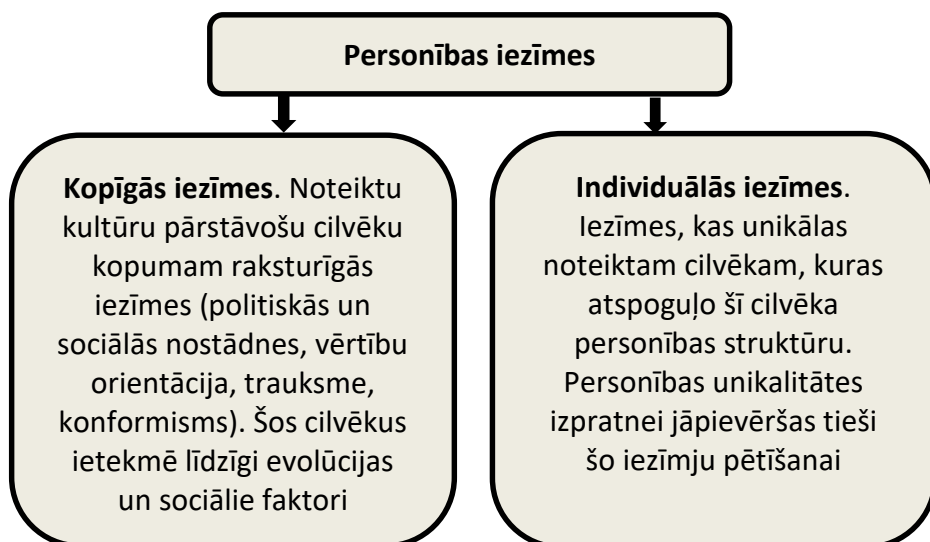 Personības iezīmes
Kopīgās iezīmes. Noteiktu
kultūru pārstāvošu cilvēku
kopumam raksturīgās
iezīmes (politiskās un
sociālās nostādnes, vērtību
orientācija, trauksme,
konformisms). Šos cilvēkus
ietekmē līdzīgi evolūcijas
un sociālie faktori
Individuālās iezīmes.
Iezīmes, kas unikālas
noteiktam cilvēkam, kuras
atspoguļo šī cilvēka
personības struktūru.
Personības unikalitātes
izpratnei jāpievēršas tieši
šo iezīmju pētīšanai